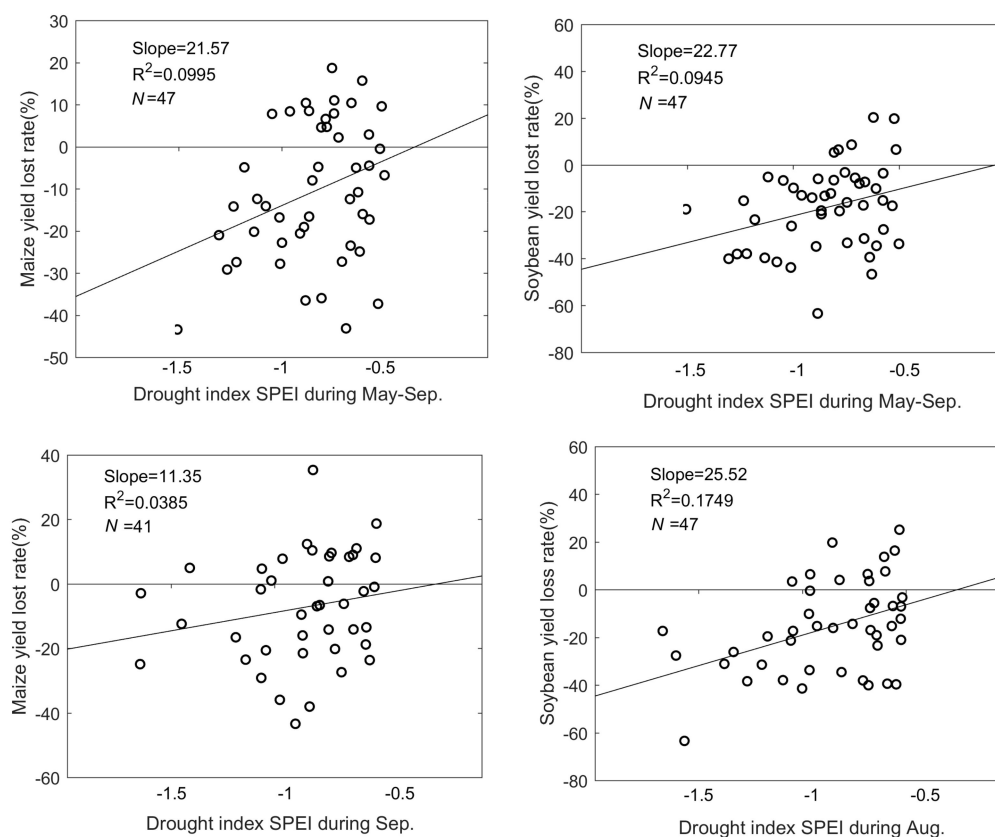 Slope=21.57
R2=0.0995
N=47
30
20
10
0
-10
-20
-30
-40
-50
-1.5
-1
-0.5
Maize yield lost rate(%)
Drought index SPEI during May-Sep.
Slope=22.77
R2=0.0945
N=47
60
40
20
0
-20
-40
-60
-80
-1.5
-1
-0.5
Soybean yield lost rate(%)
Drought index SPEI during May-Sep.
Slope=11.35
R2=0.0385
N=41
40
20
0
-20
-40
-60
-1.5
-1
-0.5
Maize yield lost rate(%)
Drought index SPEI during Sep.
Slope=25.52
R2=0.1749
N=47
60
40
20
0
-20
-40
-60
-80
-1.5
-1
-0.5
Soybean yield loss rate(%)
Drought index SPEI during Aug.